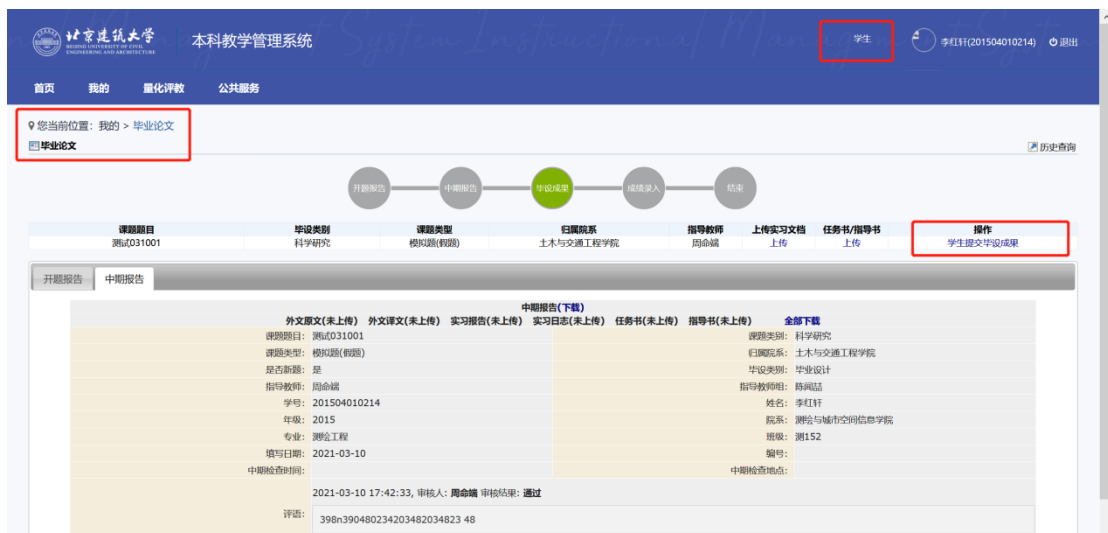 北京建筑大学 本科教学管理系统 学生 李红轩(201504010214) 退出
BEIJING UNIVERSITY OF CIVIL
ENGINEERING AND ARCHITECTURE
首页 我的 量化评教 公共服务
您当前位置: 我的 > 毕业论文
毕业论文 历史查询
开题报告 中期报告 毕设成果 成绩录入 结束
课题题目 毕设类别 课题类型 归属院系 指导教师 上传实习文档 任务书/指导书 操作
测试031001 科学研究 模拟题(假题) 土木与交通工程学院 周命端 上传 上传 学生提交毕设成果
开题报告 中期报告
中期报告(下载)
外文原文(未上传) 外文译文(未上传) 实习报告(未上传) 实习日志(未上传) 任务书(未上传) 指导书(未上传) 全部下载
课题题目: 测试031001 课题类别: 科学研究
课题类型: 模拟题(假题) 归属院系: 土木与交通工程学院
是否新题: 是 毕设类别: 毕业设计
指导教师: 周命端 指导教师组: 陈闻喆
学号: 201504010214 姓名: 李红轩
年级: 2015 院系: 测绘与城市空间信息学院
专业: 测绘工程 班级: 测152
填写日期: 2021-03-10 编号:
中期检查时间: 中期检查地点:
2021-03-10 17:42:33, 审核人: 周命端 审核结果: 通过
评语: 398n390480234203482034823 48